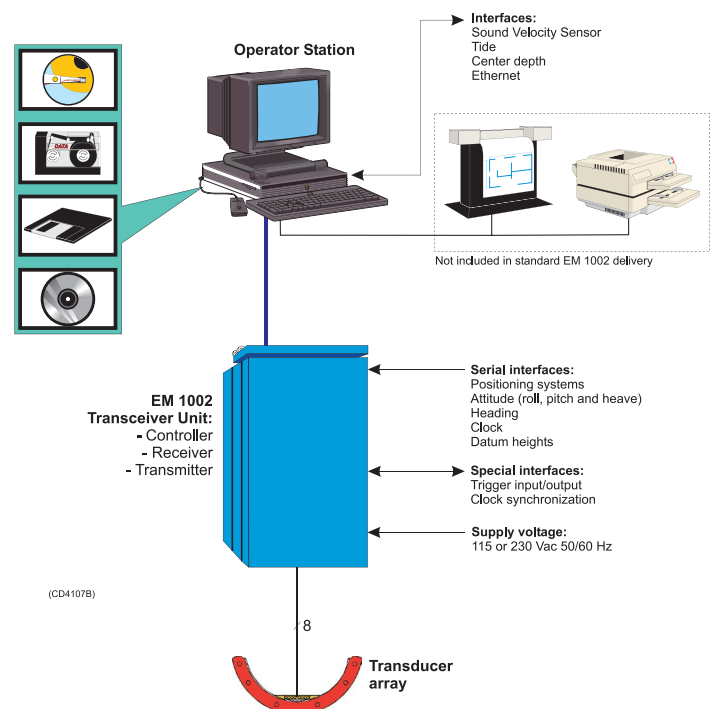 Interfaces:
Sound Velocity Sensor
Tide
Center depth
Ethernet
Operator Station
DATA
Not included in standard EM 1002 delivery
EM 1002
Transceiver Unit:
- Controller
- Receiver
- Transmitter
Serial interfaces:
Positioning systems
Attitude (roll, pitch and heave)
Heading
Clock
Datum heights
Special interfaces:
Trigger input/output
Clock synchronization
Supply voltage:
115 or 230 Vac 50/60 Hz
(CD4107B)
8
Transducer
array